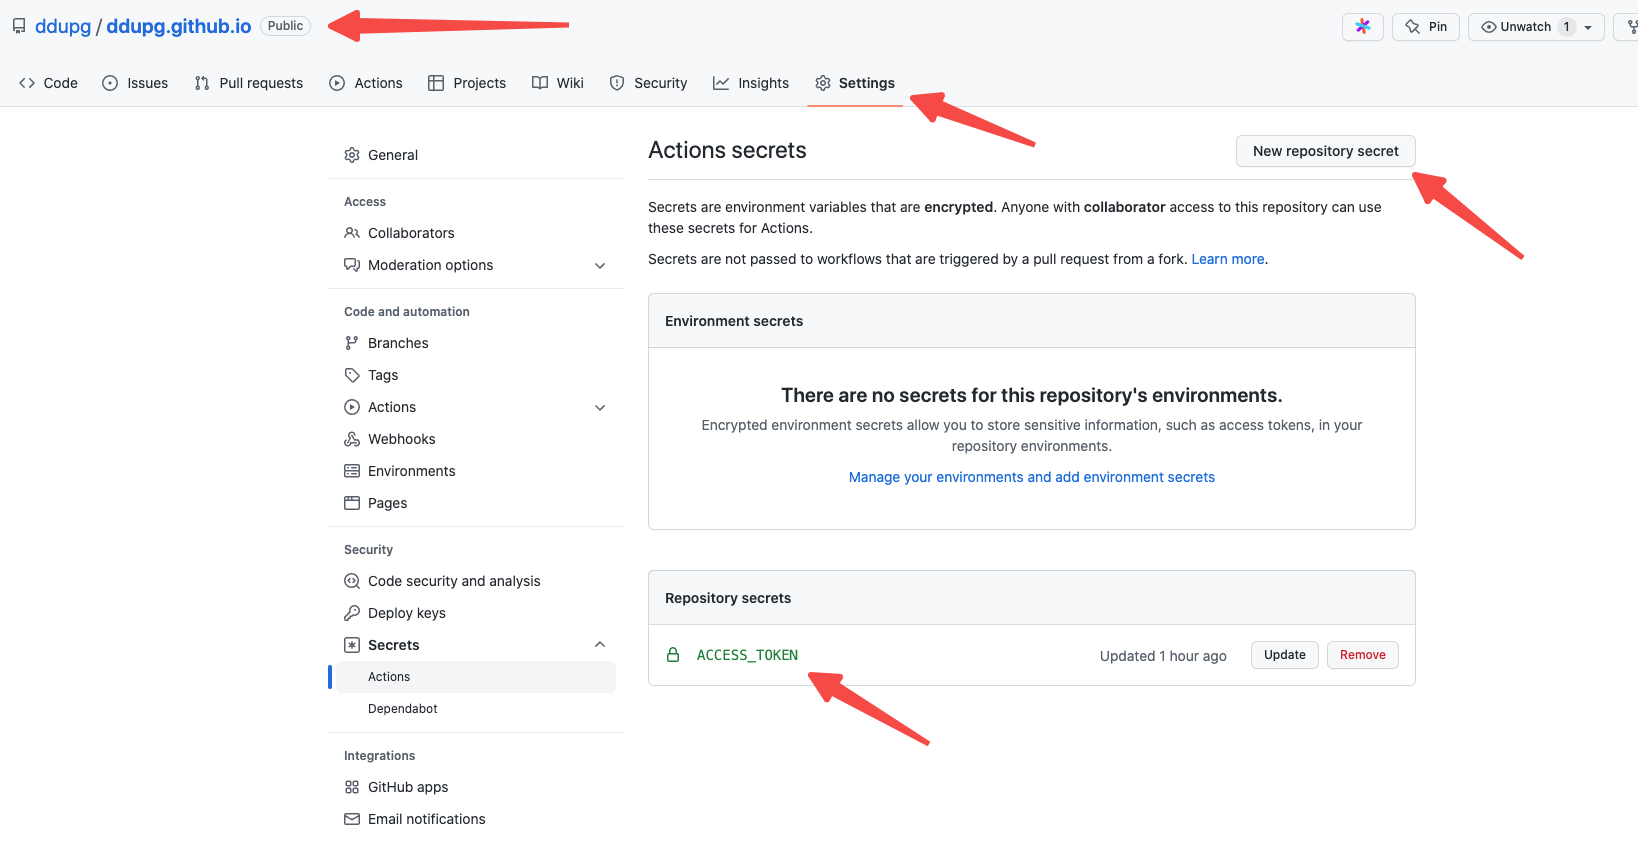 ddupg / ddupg.github.io Public
Pin
Unwatch 1
Code
Issues
Pull requests
Actions
Projects
Wiki
Security
Insights
Settings
General
Access
Collaborators
Moderation options
Code and automation
Branches
Tags
Actions
Webhooks
Environments
Pages
Security
Code security and analysis
Deploy keys
Secrets
Actions
Dependabot
Integrations
GitHub apps
Email notifications
Actions secrets
New repository secret
Secrets are environment variables that are encrypted. Anyone with collaborator access to this repository can use
these secrets for Actions.
Secrets are not passed to workflows that are triggered by a pull request from a fork. Learn more.
Environment secrets
There are no secrets for this repository's environments.
Encrypted environment secrets allow you to store sensitive information, such as access tokens, in your
repository environments.
Manage your environments and add environment secrets
Repository secrets
ACCESS_TOKEN
Updated 1 hour ago
Update
Remove